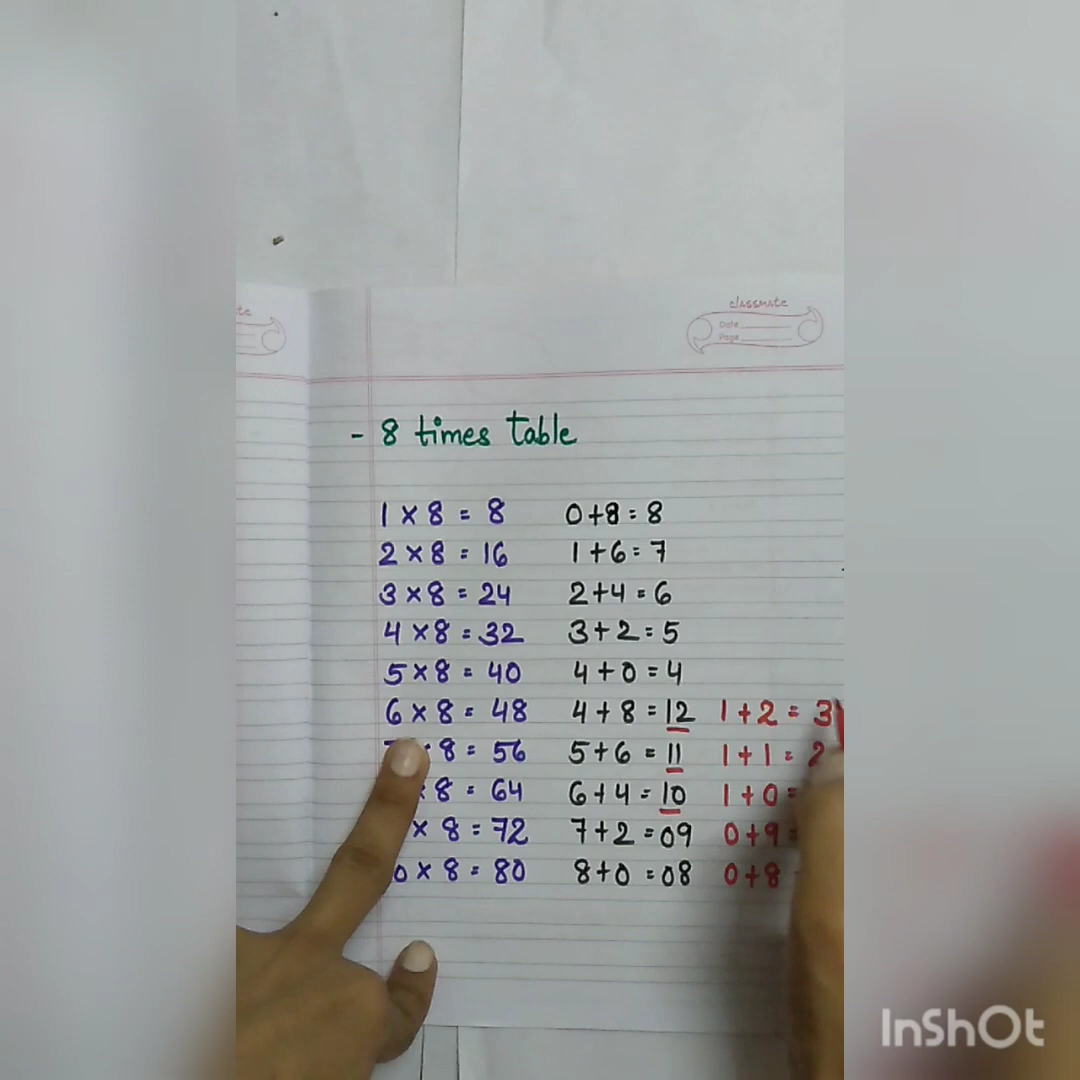 te
classmate
Date
Page
- 8 times table
1 × 8 = 8 0+8=8
2 × 8 = 16 1+6=7
3 × 8 = 24 2+4=6
4 × 8 = 32 3+2=5
5 × 8 = 40 4+0=4
6 × 8 = 48 4+8=12 1+2=3
8 = 56 5+6=11 1+1=2
8 = 64 6+4=10 1+0=
× 8 = 72 7+2=09 0+9=
0 × 8 = 80 8+0=08 0+8
InShOt